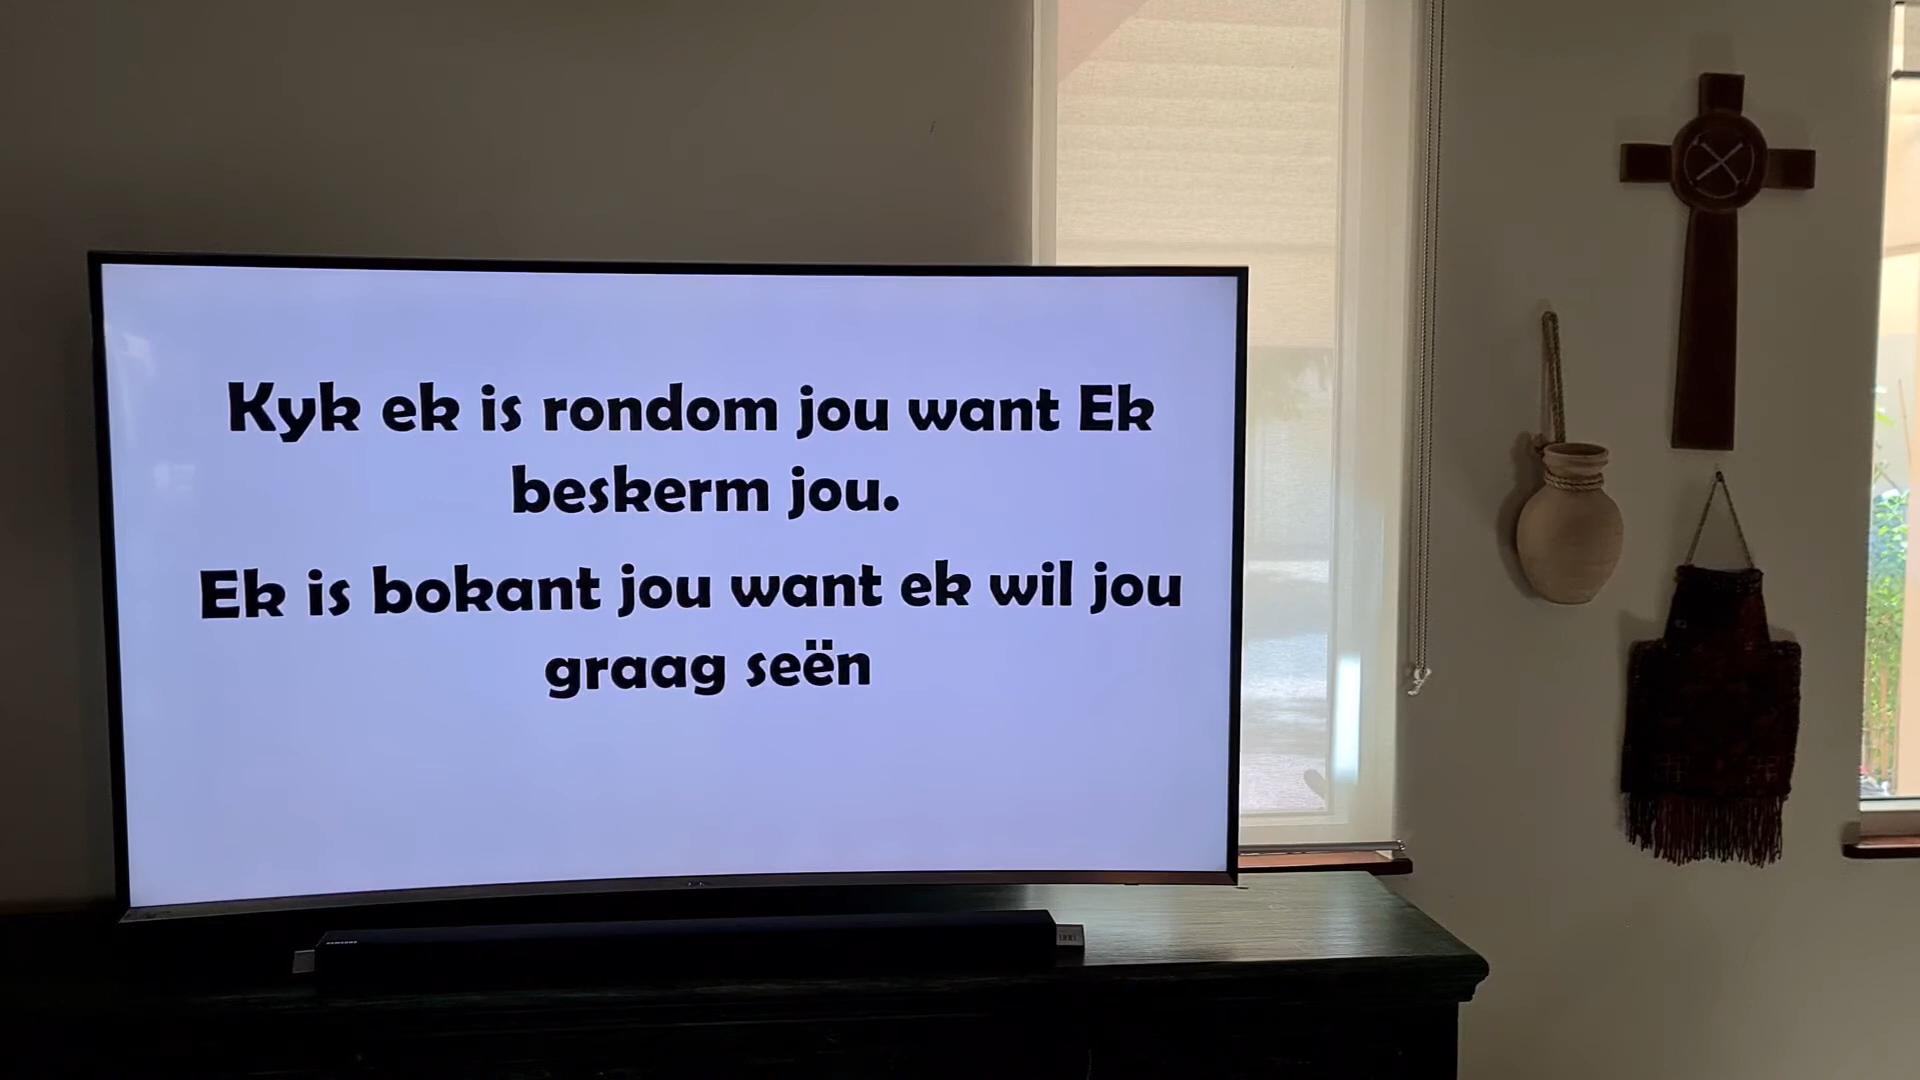 Kyk ek is rondom jou want Ek
beskerm jou.
Ek is bokant jou want ek wil jou
graag seën
SAMSUNG